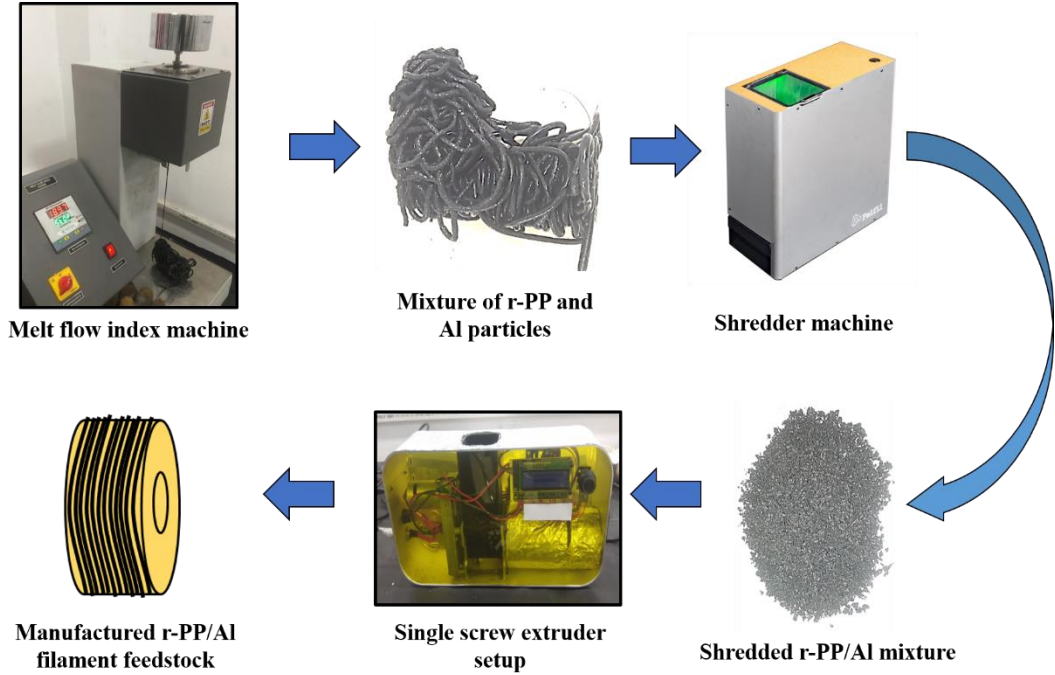 Melt flow index machine
Mixture of r-PP and
Al particles
Shredder machine
Shredded r-PP/Al mixture
Single screw extruder
setup
Manufactured r-PP/Al
filament feedstock